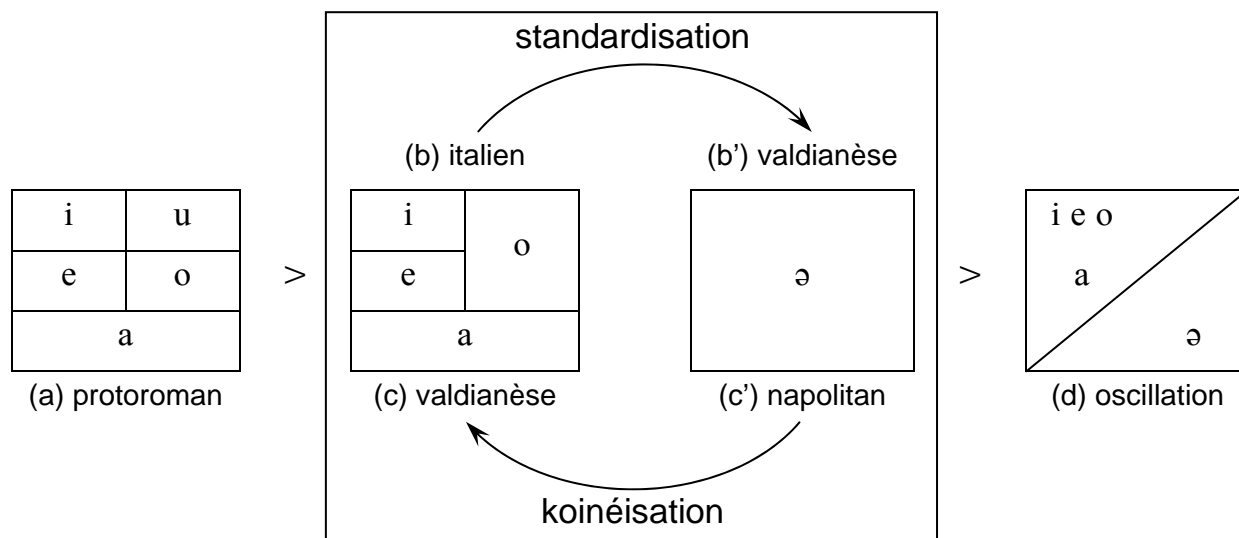 standardisation
(b) italien (b’) valdianèse
i u
e o
a
>
i
o
e
a
ə
>
i e o
a
ə
(a) protoroman (c) valdianèse (c’) napolitan (d) oscillation
koinéisation